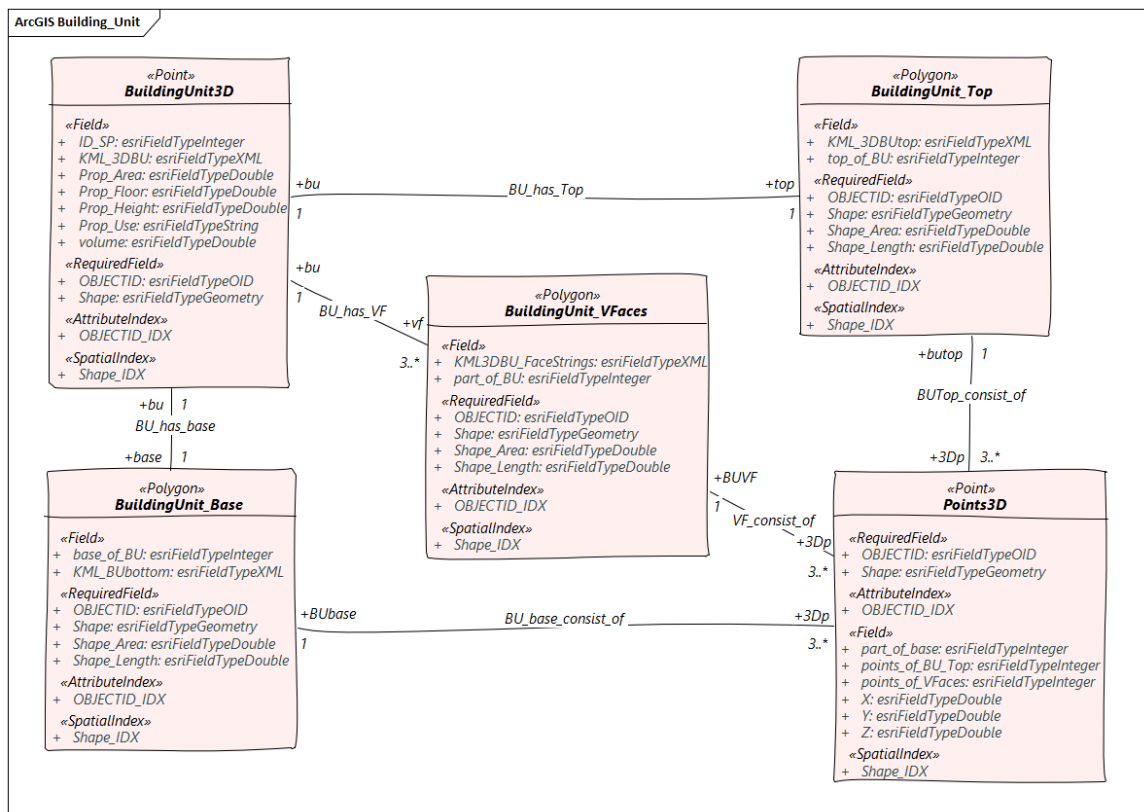 ArcGIS Building_Unit
«Point»
BuildingUnit3D
«Field»
+ ID_SP: esriFieldTypeInteger
+ KML_3DBU: esriFieldTypeXML
+ Prop_Area: esriFieldTypeDouble
+ Prop_Floor: esriFieldTypeDouble
+ Prop_Height: esriFieldTypeDouble
+ Prop_Use: esriFieldTypeString
+ volume: esriFieldTypeDouble
«RequiredField»
+ OBJECTID: esriFieldTypeOID
+ Shape: esriFieldTypeGeometry
«AttributeIndex»
+ OBJECTID_IDX
«SpatialIndex»
+ Shape_IDX
+bu
1
BU_has_Top
+top
1
«Polygon»
BuildingUnit_Top
«Field»
+ KML_3DBUtop: esriFieldTypeXML
+ top_of_BU: esriFieldTypeInteger
«RequiredField»
+ OBJECTID: esriFieldTypeOID
+ Shape: esriFieldTypeGeometry
+ Shape_Area: esriFieldTypeDouble
+ Shape_Length: esriFieldTypeDouble
«AttributeIndex»
+ OBJECTID_IDX
«SpatialIndex»
+ Shape_IDX
+bu
1
BU_has_VF
+vf
3..*
«Polygon»
BuildingUnit_VFaces
«Field»
+ KML3DBU_FaceStrings: esriFieldTypeXML
+ part_of_BU: esriFieldTypeInteger
«RequiredField»
+ OBJECTID: esriFieldTypeOID
+ Shape: esriFieldTypeGeometry
+ Shape_Area: esriFieldTypeDouble
+ Shape_Length: esriFieldTypeDouble
«AttributeIndex»
+ OBJECTID_IDX
«SpatialIndex»
+ Shape_IDX
+bu 1
BU_has_base
+base 1
+butop 1
BUTop_consist_of
+3Dp 3..*
«Polygon»
BuildingUnit_Base
«Field»
+ base_of_BU: esriFieldTypeInteger
+ KML_BUbottom: esriFieldTypeXML
«RequiredField»
+ OBJECTID: esriFieldTypeOID
+ Shape: esriFieldTypeGeometry
+ Shape_Area: esriFieldTypeDouble
+ Shape_Length: esriFieldTypeDouble
«AttributeIndex»
+ OBJECTID_IDX
«SpatialIndex»
+ Shape_IDX
+BUVF
1
VF_consist_of
+3Dp
3..*
+BUbase
1
BU_base_consist_of
+3Dp
3..*
«Point»
Points3D
«RequiredField»
+ OBJECTID: esriFieldTypeOID
+ Shape: esriFieldTypeGeometry
«AttributeIndex»
+ OBJECTID_IDX
«Field»
+ part_of_base: esriFieldTypeInteger
+ points_of_BU_Top: esriFieldTypeInteger
+ points_of_VFaces: esriFieldTypeInteger
+ X: esriFieldTypeDouble
+ Y: esriFieldTypeDouble
+ Z: esriFieldTypeDouble
«SpatialIndex»
+ Shape_IDX